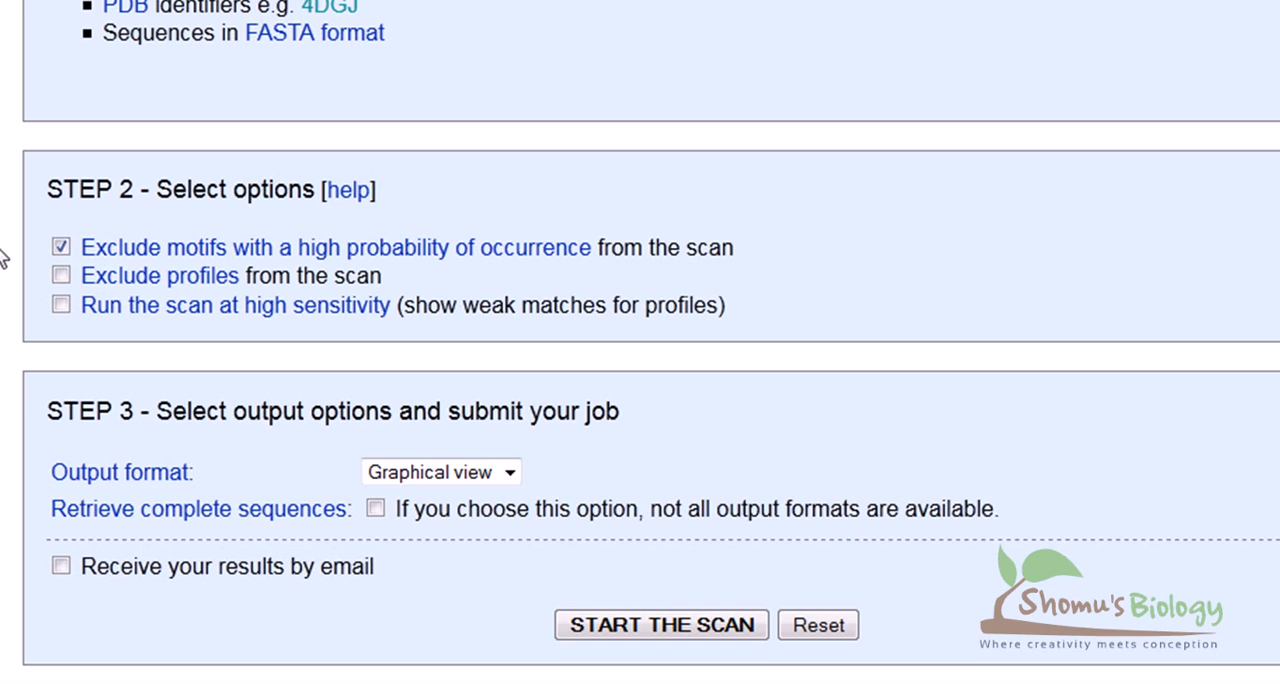 PDB identifiers e.g. 4DGJ
Sequences in FASTA format
STEP 2 - Select options [help]
Exclude motifs with a high probability of occurrence from the scan
Exclude profiles from the scan
Run the scan at high sensitivity (show weak matches for profiles)
STEP 3 - Select output options and submit your job
Output format: Graphical view
Retrieve complete sequences: If you choose this option, not all output formats are available.
Receive your results by email
START THE SCAN Reset
Shomu's Biology
Where creativity meets conception